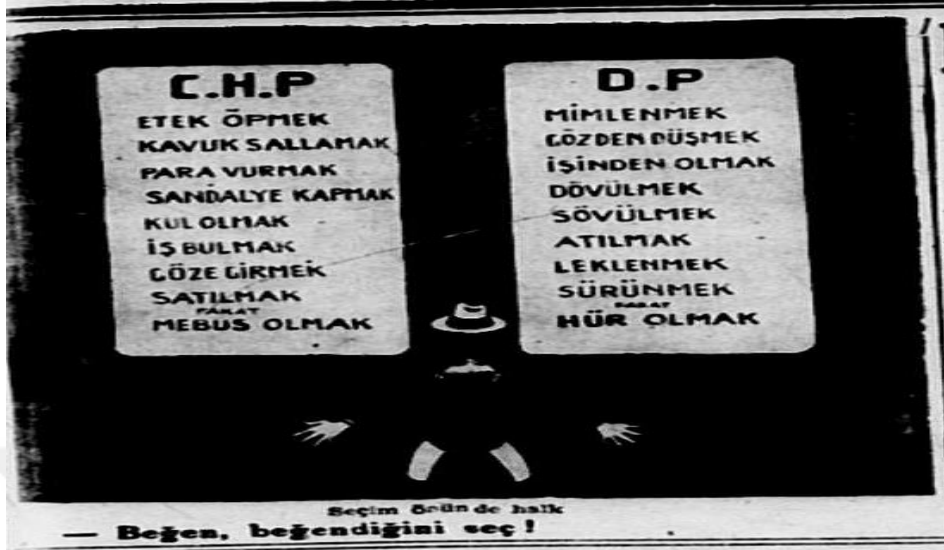 C.H.P
ETEK ÖPMEK
KAVUK SALLAMAK
PARA VURMAK
SANDALYE KAPMAK
KUL OLMAK
İŞ BULMAK
GÖZE GİRMEK
SATILMAK
FAKAT
MEBUS OLMAK
D.P
MİMLENMEK
GÖZDEN DÜŞMEK
İŞİNDEN OLMAK
DÖVÜLMEK
SÖVÜLMEK
ATILMAK
LEKLENMEK
SÜRÜNMEK
FAKAT
HÜR OLMAK
Seçim önünde halk
— Beğen, beğendiğini seç!